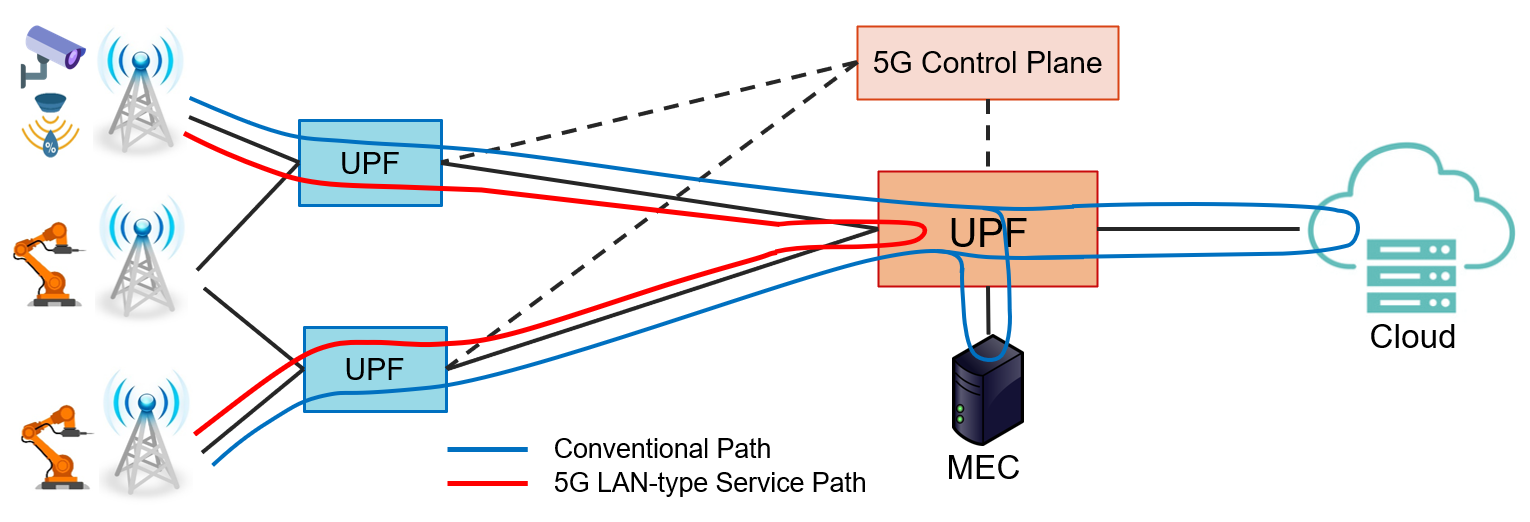 5G Control Plane
UPF
UPF
UPF
%
Cloud
MEC
Conventional Path
5G LAN-type Service Path